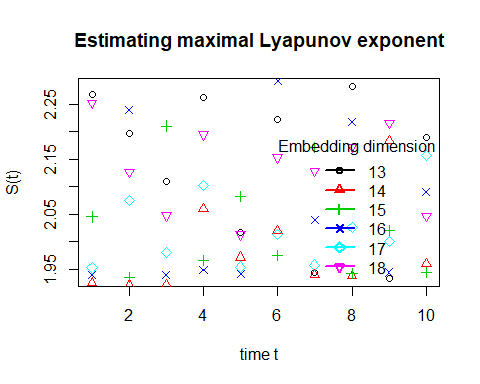 Estimating maximal Lyapunov exponent
S(t)
2.25
2.15
2.05
1.95
Embedding dimension
13
14
15
16
17
18
2 4 6 8 10
time t